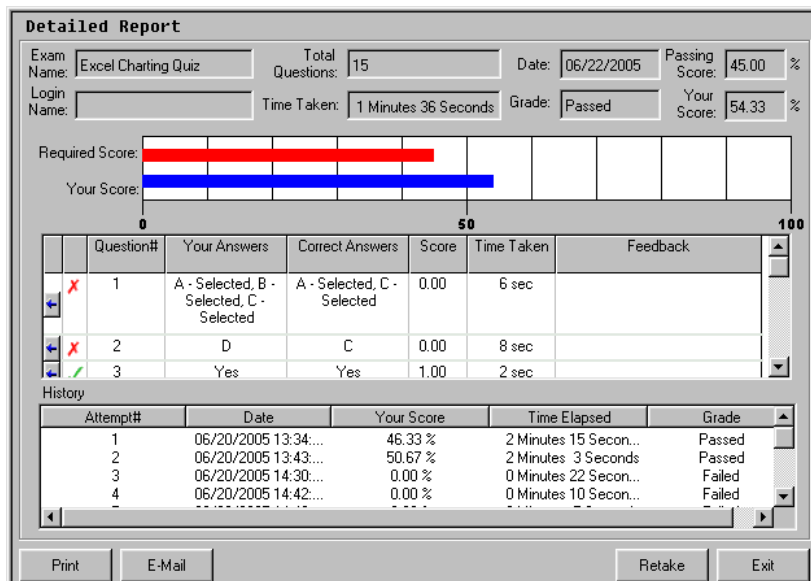 Detailed Report
Exam Name: Excel Charting Quiz Total Questions: 15 Date: 06/22/2005 Passing Score: 45.00 %
Login Name: Time Taken: 1 Minutes 36 Seconds Grade: Passed Your Score: 54.33 %
Required Score:
Your Score:
0 50 100
Question# Your Answers Correct Answers Score Time Taken Feedback
1 A - Selected, B - Selected, C - Selected A - Selected, C - Selected 0.00 6 sec
2 D C 0.00 8 sec
3 Yes Yes 1.00 2 sec
History
Attempt# Date Your Score Time Elapsed Grade
1 06/20/2005 13:34:... 46.33 % 2 Minutes 15 Secon... Passed
2 06/20/2005 13:43:... 50.67 % 2 Minutes 3 Seconds Passed
3 06/20/2005 14:30:... 0.00 % 0 Minutes 22 Secon... Failed
4 06/20/2005 14:42:... 0.00 % 0 Minutes 10 Secon... Failed
Print E-Mail Retake Exit